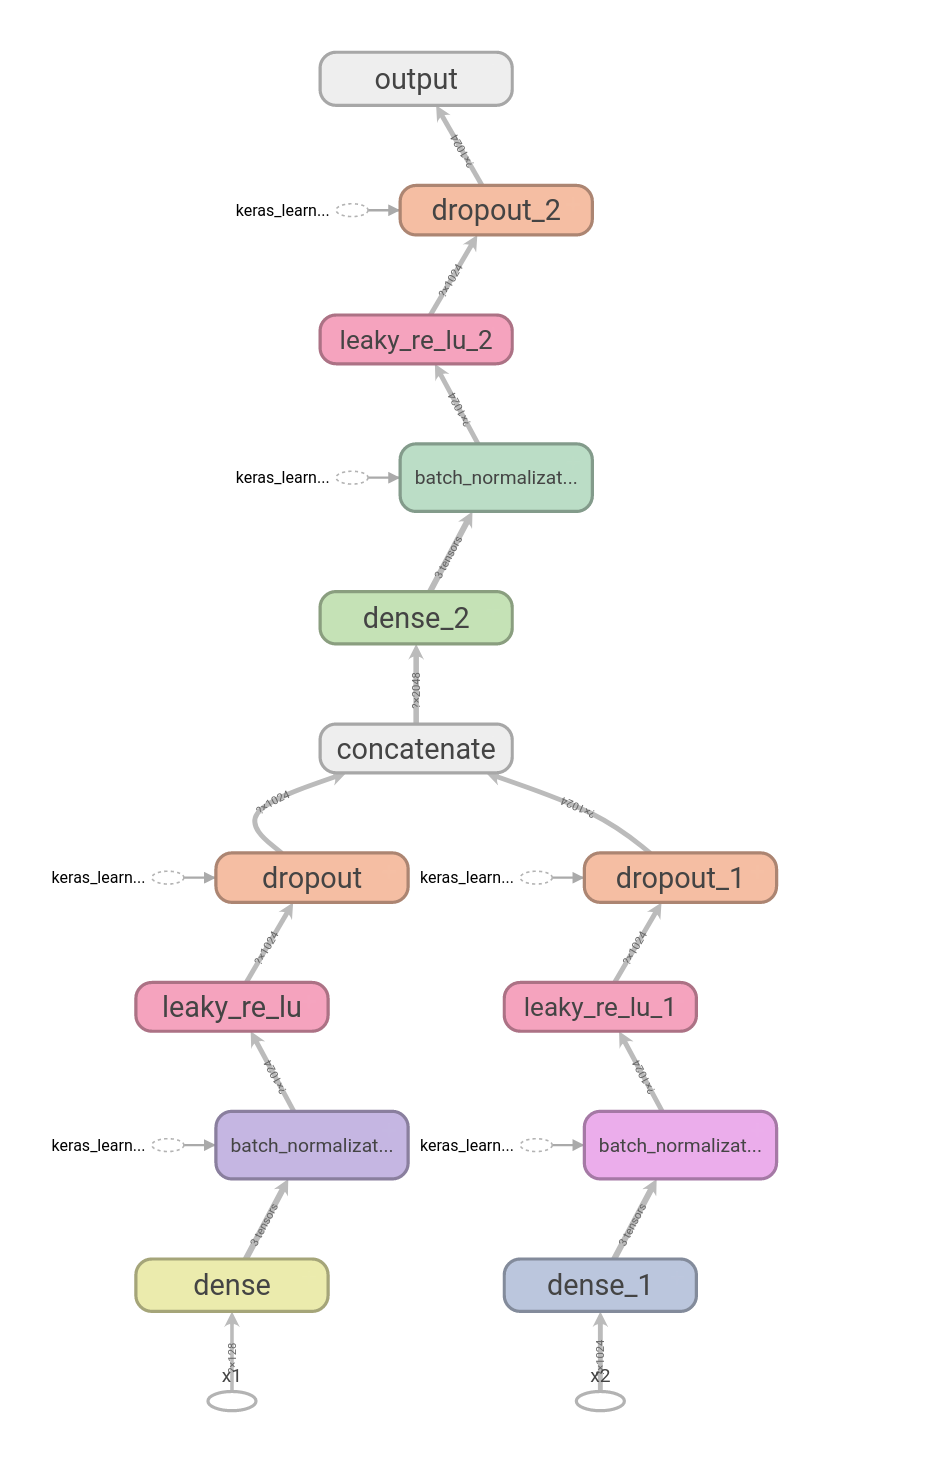 output
?×1024
keras_learn...
dropout_2
?×1024
leaky_re_lu_2
?×1024
keras_learn...
batch_normalizat...
3 tensors
dense_2
?×2048
concatenate
?×1024
?×1024
keras_learn...
dropout
keras_learn...
dropout_1
?×1024
?×1024
leaky_re_lu
leaky_re_lu_1
?×1024
?×1024
keras_learn...
batch_normalizat...
keras_learn...
batch_normalizat...
3 tensors
3 tensors
dense
dense_1
?×128
?×1024
x1
x2